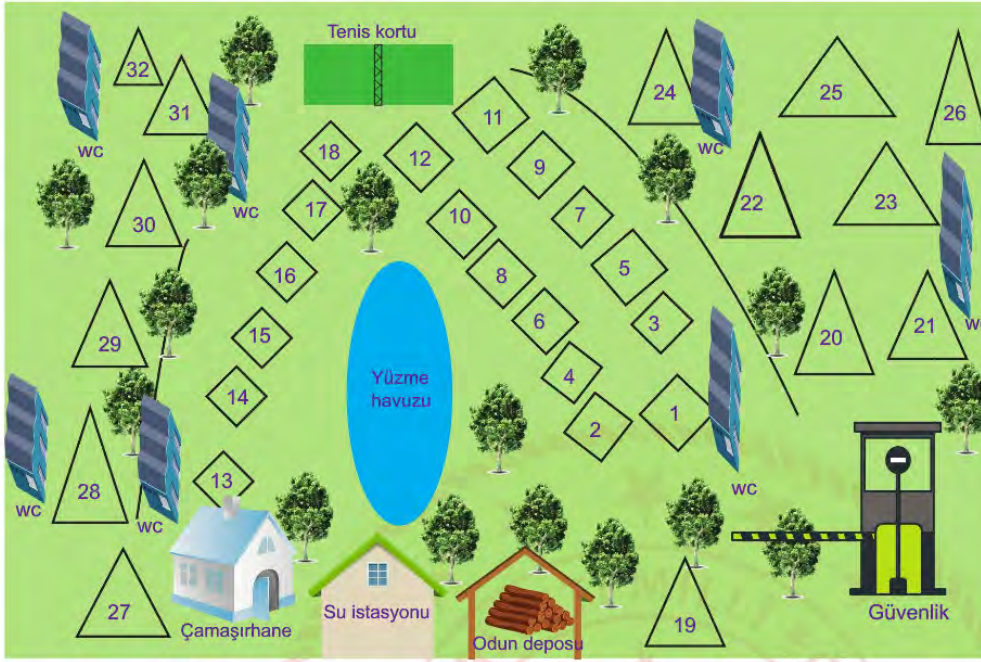 Tenis kortu
32
31
24
25
26
wc
wc
11
18
12
9
wc
30
17
10
7
22
23
16
8
5
29
15
6
3
20
21
wc
Yüzme
havuzu
4
14
2
1
28
13
wc
wc
27
Çamaşırhane
Su istasyonu
Odun deposu
19
Güvenlik